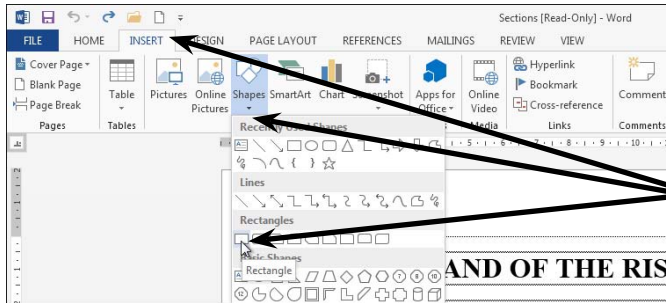 Sections [Read-Only] - Word
FILE HOME INSERT DESIGN PAGE LAYOUT REFERENCES MAILINGS REVIEW VIEW
Cover Page
Blank Page
Page Break
Pages
Table
Tables
Pictures
Online Pictures
Shapes
SmartArt
Chart
Screenshot
Apps for Office
Online Video
Media
Hyperlink
Bookmark
Cross-reference
Links
Comment
Comments
Recently Used Shapes
Lines
Rectangles
Basic Shapes
Rectangle
AND OF THE RIS